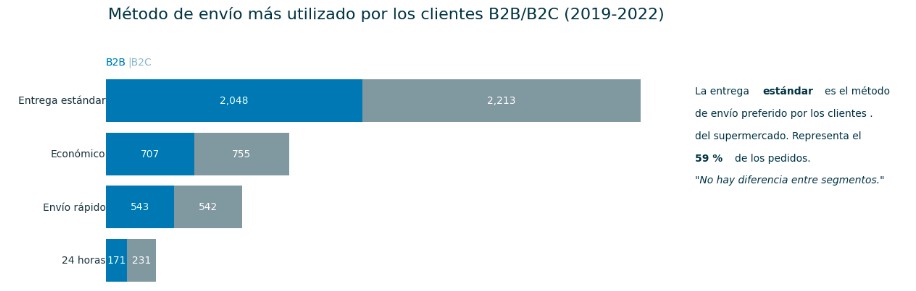 Método de envío más utilizado por los clientes B2B/B2C (2019-2022)
B2B |B2C
Entrega estándar 2,048 2,213
Económico 707 755
Envío rápido 543 542
24 horas 171 231
La entrega estándar es el método
de envío preferido por los clientes .
del supermercado. Representa el
59 % de los pedidos.
"No hay diferencia entre segmentos."